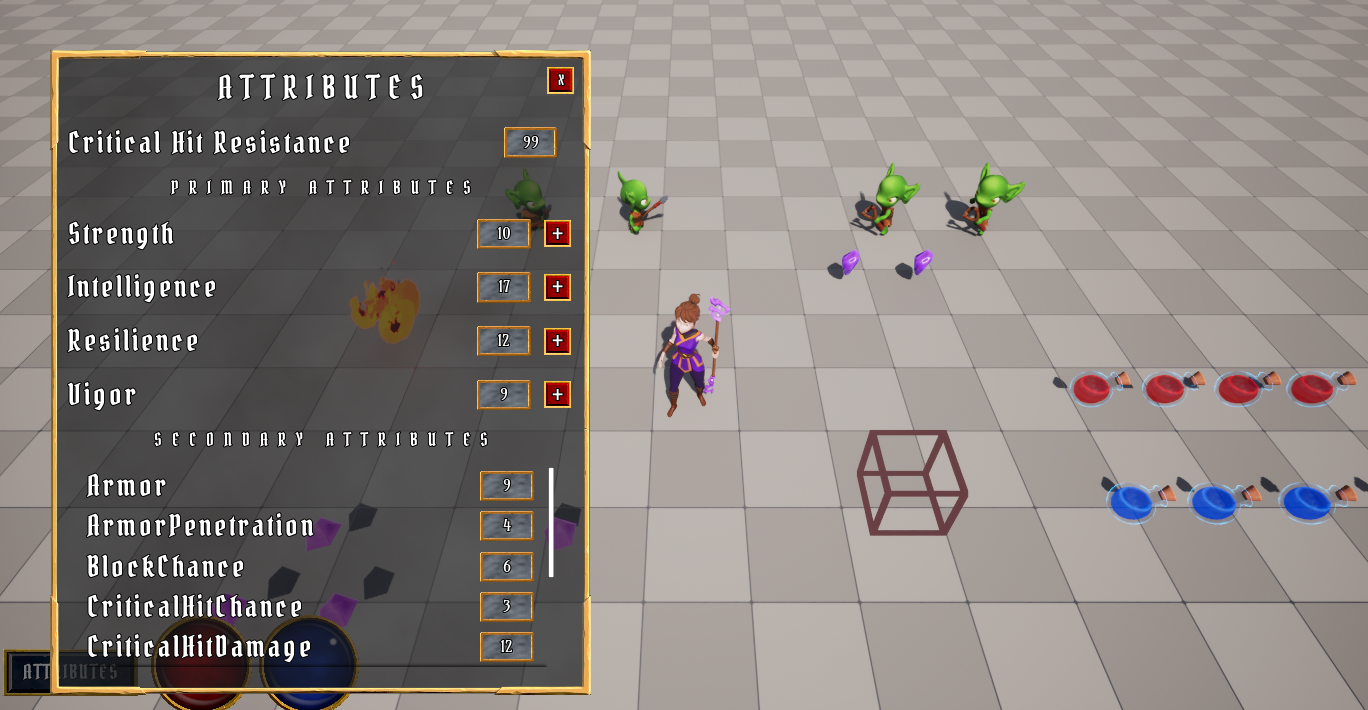 ATTRIBUTES
x
Critical Hit Resistance 99
PRIMARY ATTRIBUTES
Strength 10 +
Intelligence 17 +
Resilience 12 +
Vigor 9 +
SECONDARY ATTRIBUTES
Armor 9
ArmorPenetration 4
BlockChance 6
CriticalHitChance 3
CriticalHitDamage 12
ATTRIBUTES